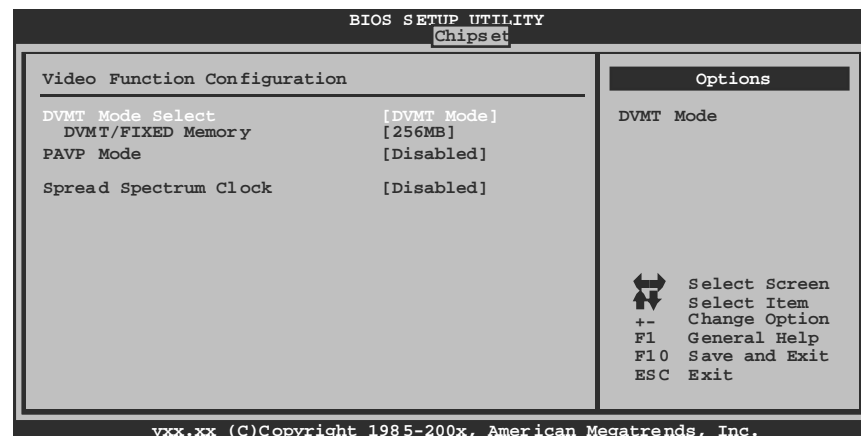 BIOS SETUP UTILITY
Chipset
Video Function Configuration
DVMT Mode Select [DVMT Mode]
DVMT/FIXED Memory [256MB]
PAVP Mode [Disabled]
Spread Spectrum Clock [Disabled]
Options
DVMT Mode
Select Screen
Select Item
+- Change Option
F1 General Help
F10 Save and Exit
ESC Exit
vxx.xx (C)Copyright 1985-200x, American Megatrends, Inc.